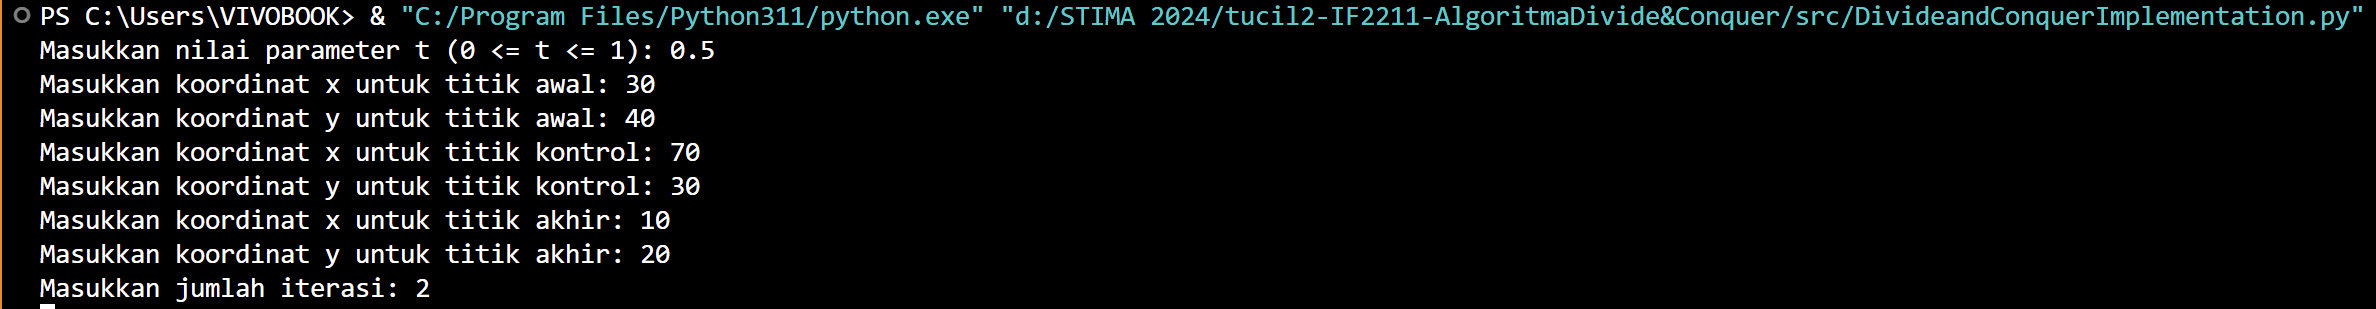 PS C:\Users\VIVOBOOK> & "C:/Program Files/Python311/python.exe" "d:/STIMA 2024/tucil2-IF2211-AlgoritmaDivide&Conquer/src/DivideandConquerImplementation.py"
Masukkan nilai parameter t (0 <= t <= 1): 0.5
Masukkan koordinat x untuk titik awal: 30
Masukkan koordinat y untuk titik awal: 40
Masukkan koordinat x untuk titik kontrol: 70
Masukkan koordinat y untuk titik kontrol: 30
Masukkan koordinat x untuk titik akhir: 10
Masukkan koordinat y untuk titik akhir: 20
Masukkan jumlah iterasi: 2